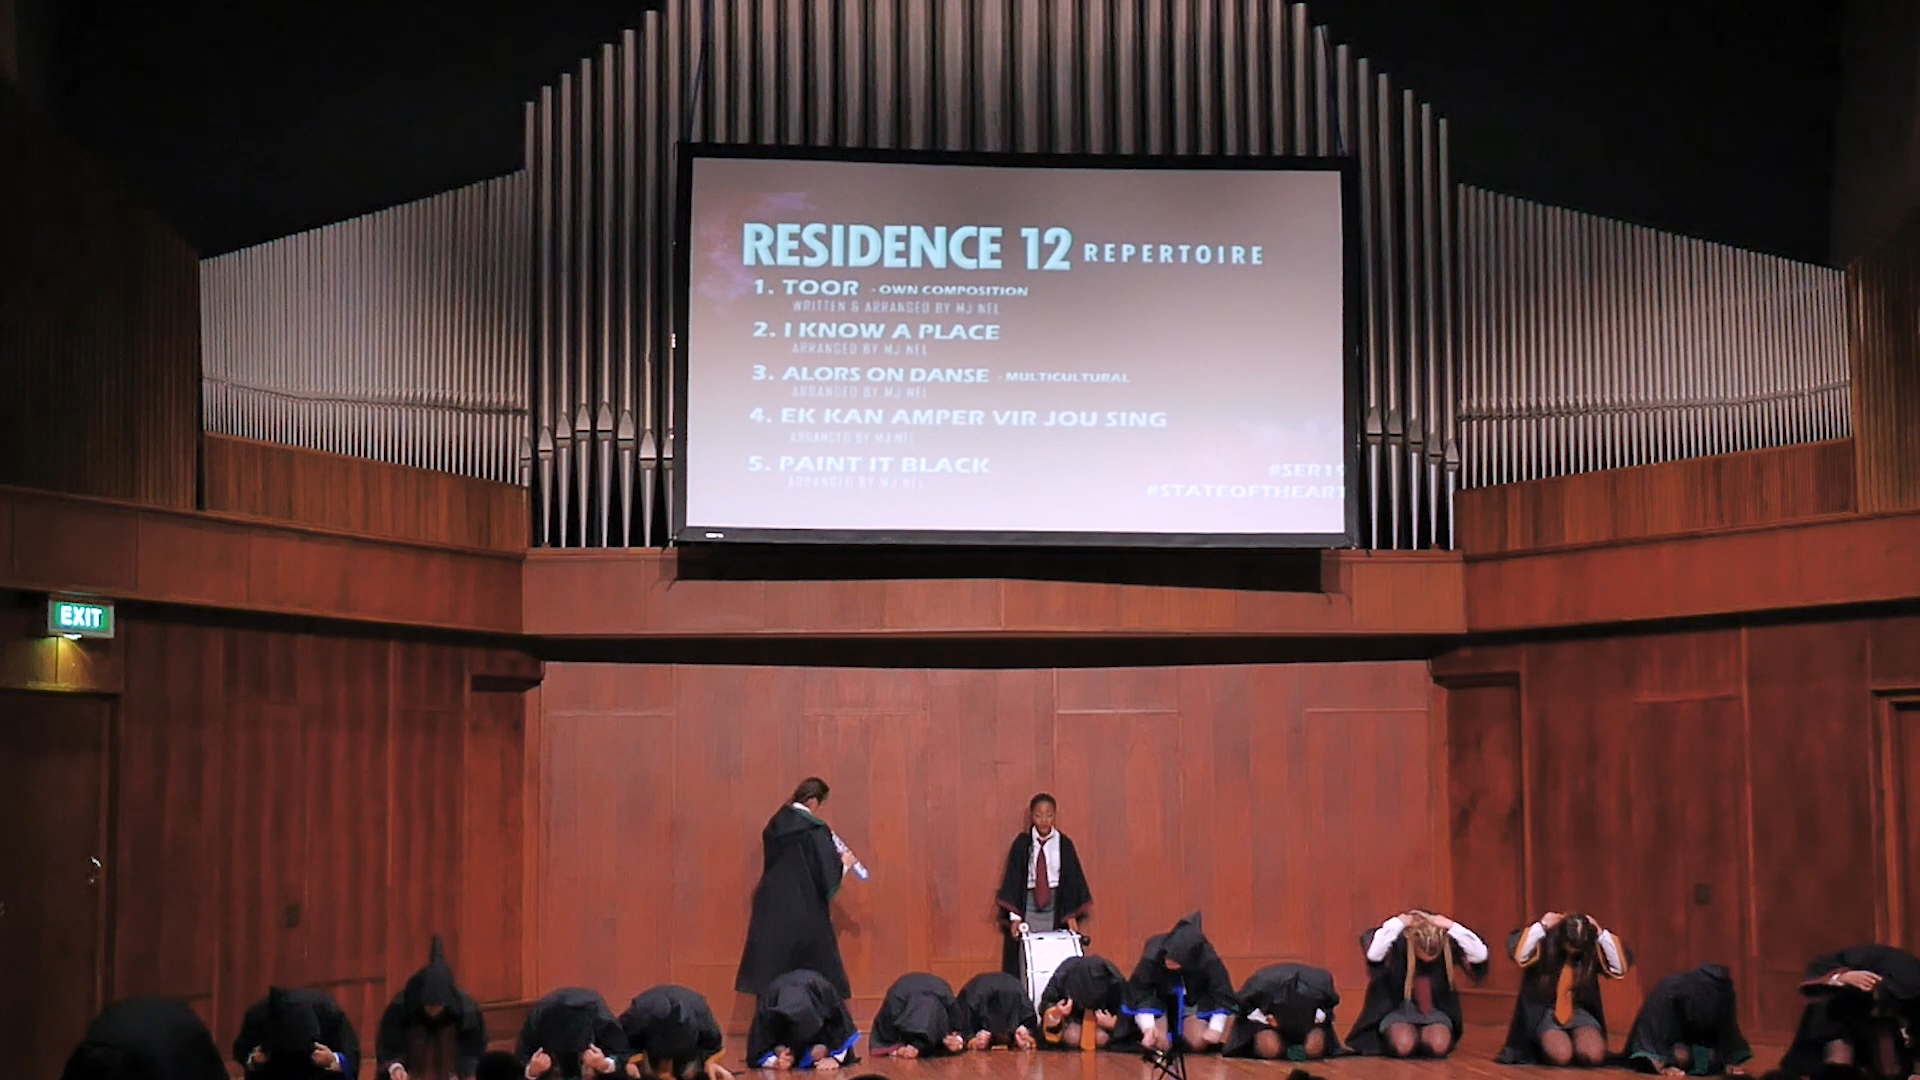 RESIDENCE 12 REPERTOIRE
1. TOOR - OWN COMPOSITION
WRITTEN & ARRANGED BY MJ NEL
2. I KNOW A PLACE
ARRANGED BY MJ NEL
3. ALORS ON DANSE - MULTICULTURAL
ARRANGED BY MJ NEL
4. EK KAN AMPER VIR JOU SING
ARRANGED BY MJ NEL
5. PAINT IT BLACK
ARRANGED BY MJ NEL
#SER19
#STATEOFTHEART
EXIT